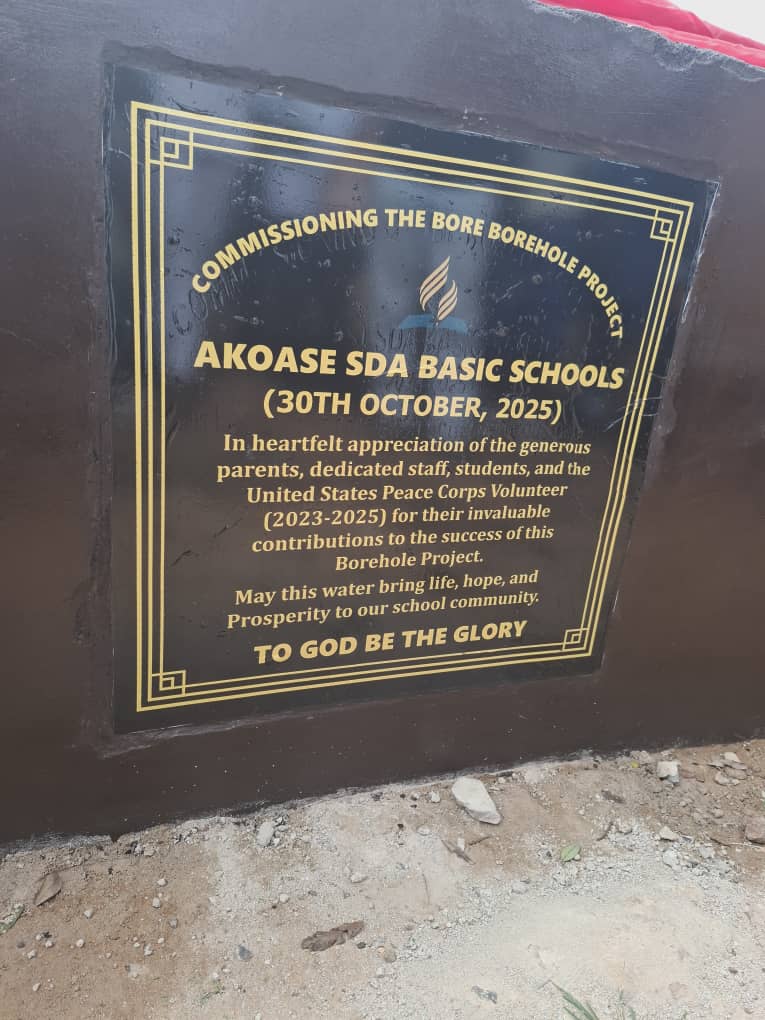 COMMISSIONING THE BORE BOREHOLE PROJECT
AKOASE SDA BASIC SCHOOLS
(30TH OCTOBER, 2025)
In heartfelt appreciation of the generous
parents, dedicated staff, students, and the
United States Peace Corps Volunteer
(2023-2025) for their invaluable
contributions to the success of this
Borehole Project.
May this water bring life, hope, and
Prosperity to our school community.
TO GOD BE THE GLORY